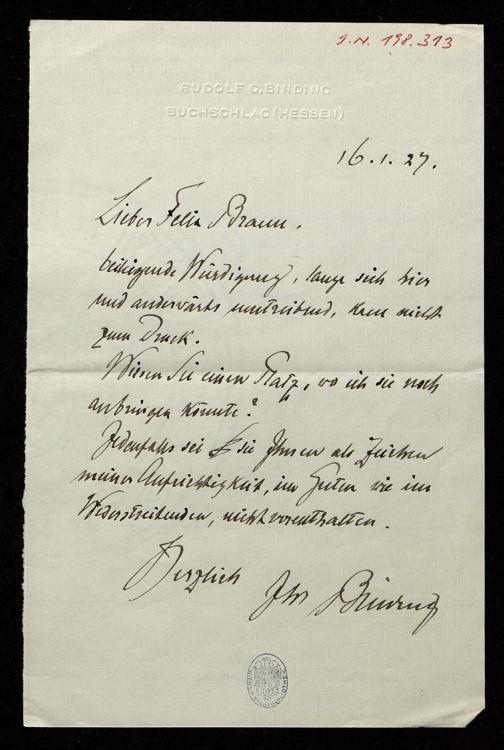 J.N. 198.313
RUDOLF G. BINDING
BUCHSCHLAG (HESSEN)
16.1.27.
Lieber Felix Braun,
beiliegende Würdigung, lange sich hier
und anderwärts umtreibend, kam nicht
zum Druck.
Wissen Sie einen Platz, wo ich sie noch
anbringen könnte?
Jedenfalls sei sie Ihnen als Zeichen
meiner Aufrichtigkeit, im Guten wie im
Widerstreitenden, nicht vorenthalten.
Herzlich
Ihr Binding